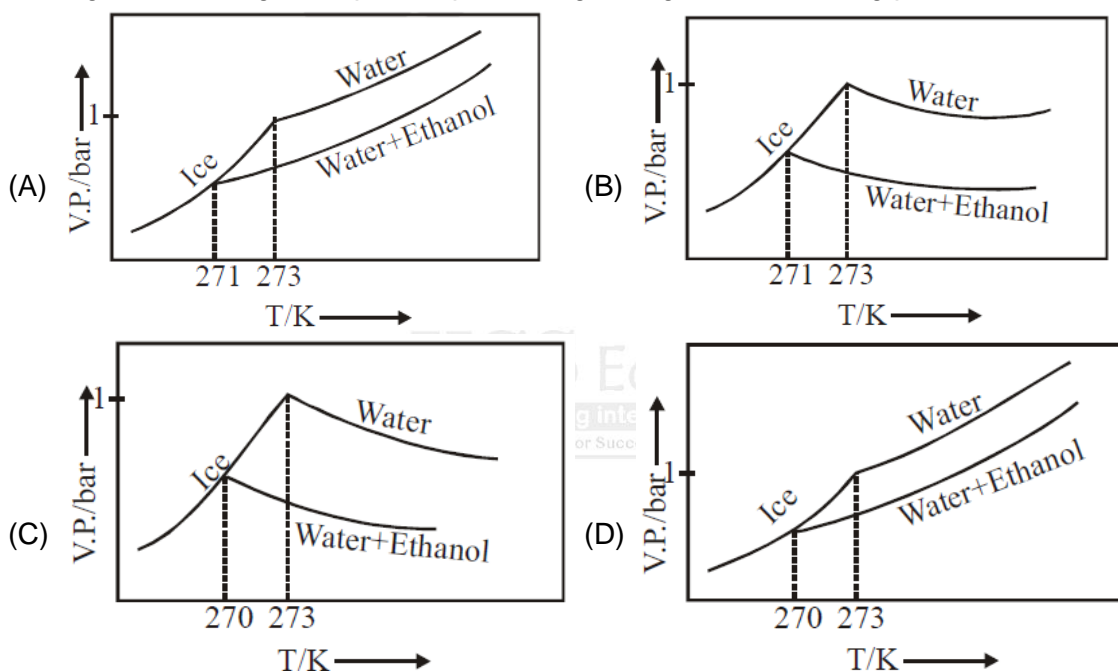 (A)
V.P./bar
1
Ice
Water
Water+Ethanol
271 273
T/K
(B)
V.P./bar
1
Ice
Water
Water+Ethanol
271 273
T/K
(C)
V.P./bar
1
Ice
Water
Water+Ethanol
270 273
T/K
(D)
V.P./bar
1
Ice
Water
Water+Ethanol
270 273
T/K